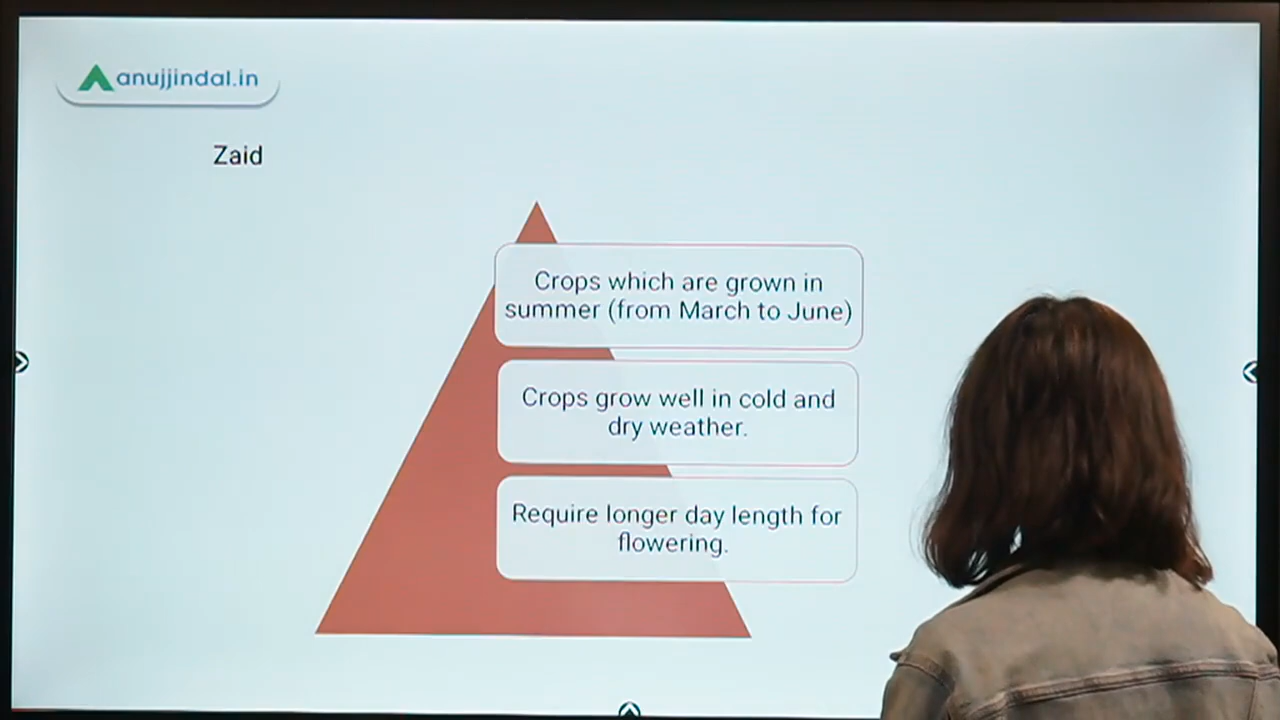 anujjindal.in
Zaid
Crops which are grown in
summer (from March to June)
Crops grow well in cold and
dry weather.
Require longer day length for
flowering.